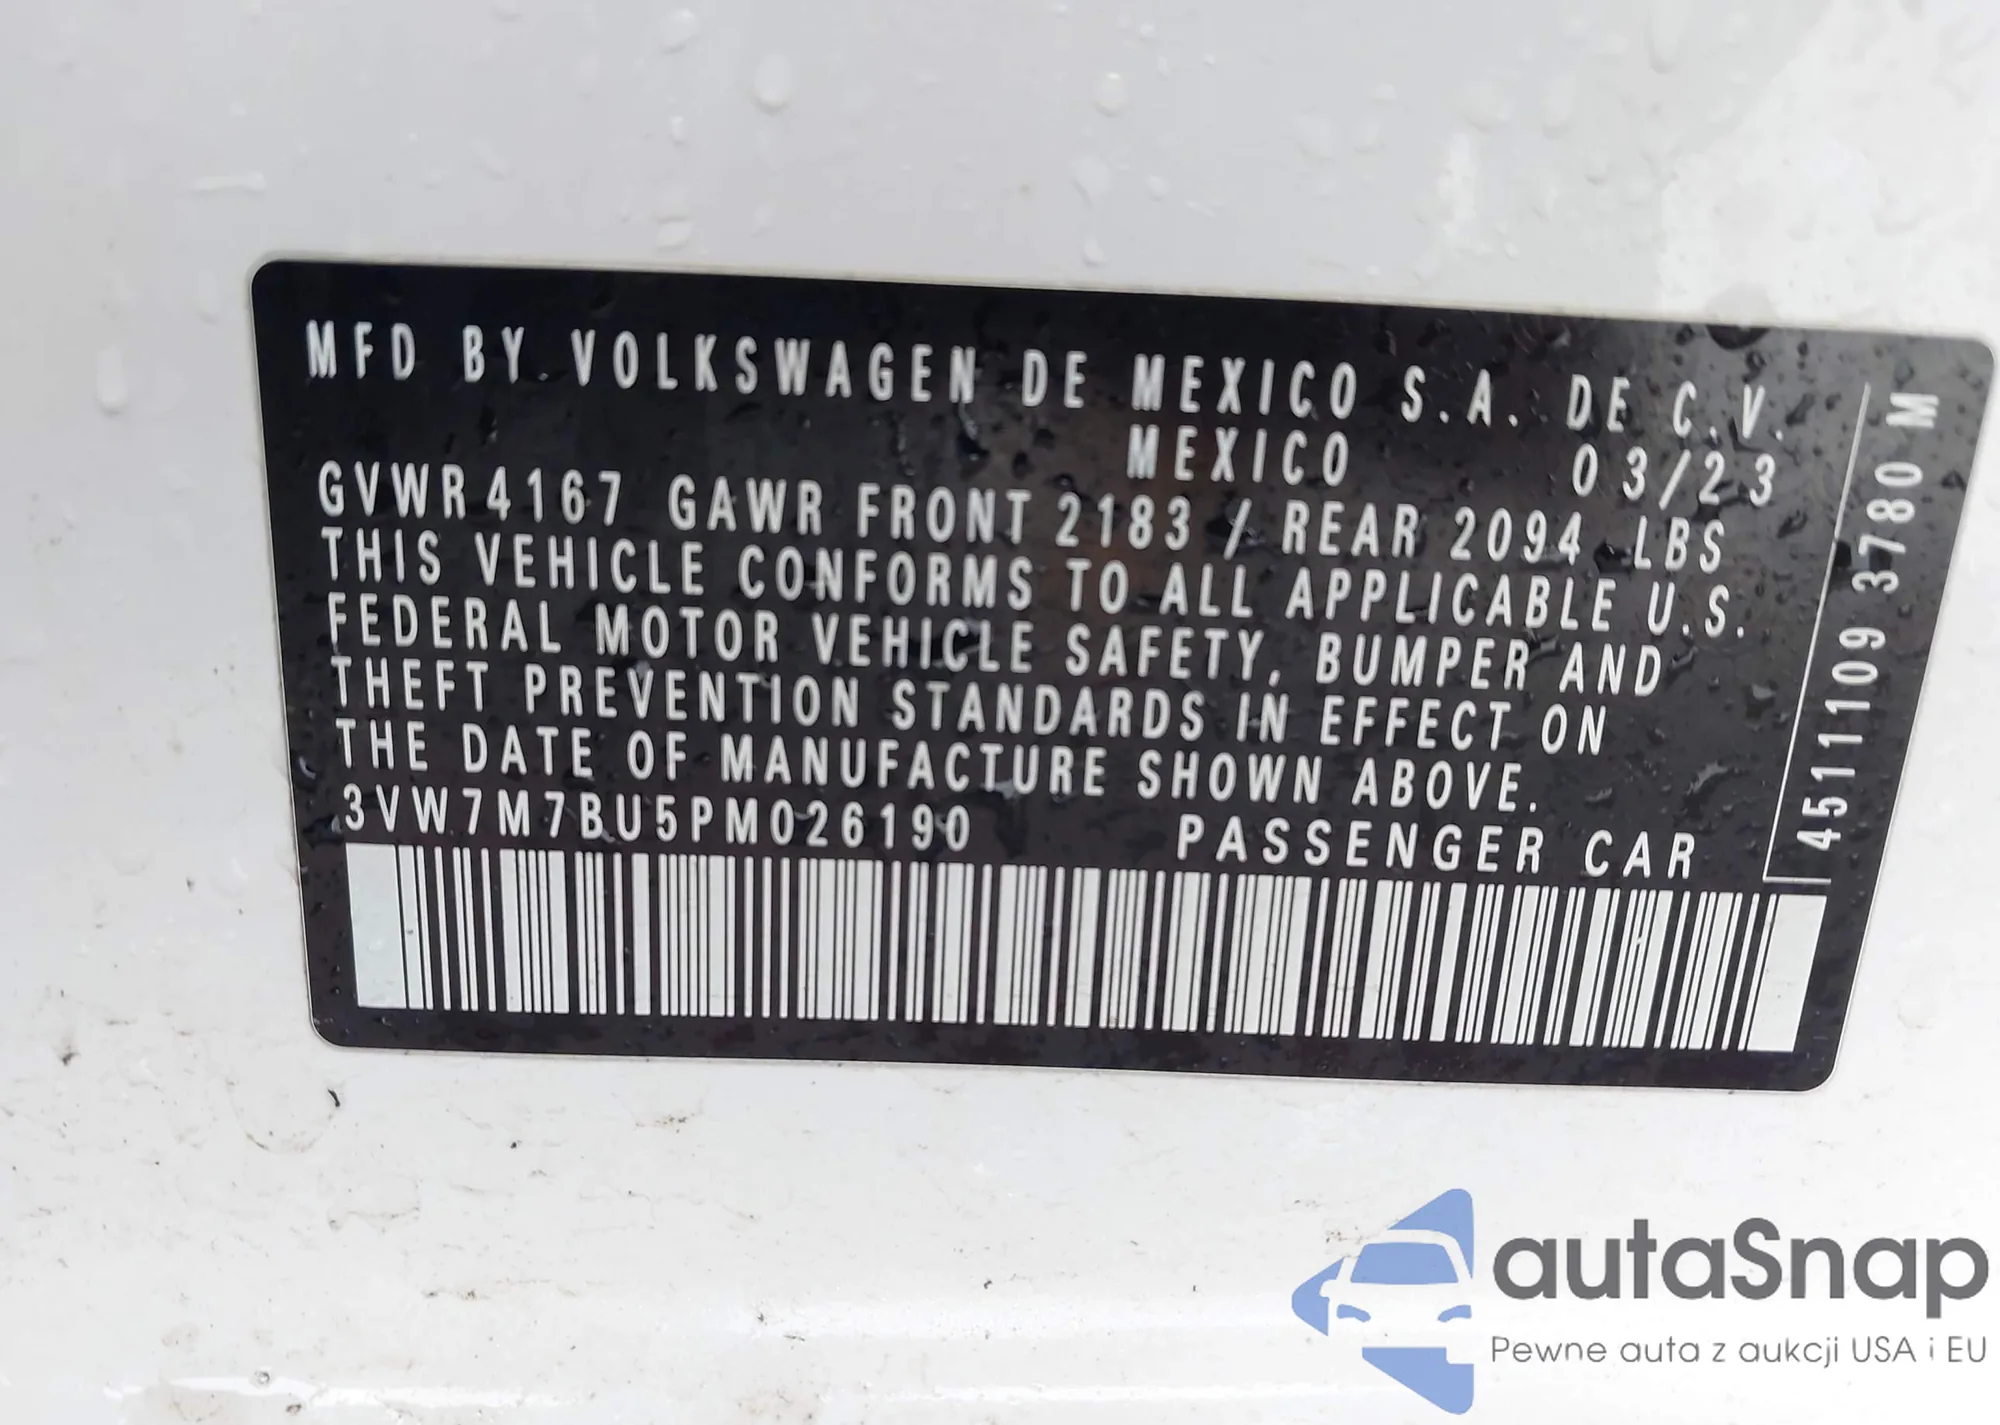 MFD BY VOLKSWAGEN DE MEXICO S.A. DE C.V.
MEXICO 03/23
GVWR 4167 GAWR FRONT 2183 / REAR 2094 LBS
THIS VEHICLE CONFORMS TO ALL APPLICABLE U.S.
FEDERAL MOTOR VEHICLE SAFETY, BUMPER AND
THEFT PREVENTION STANDARDS IN EFFECT ON
THE DATE OF MANUFACTURE SHOWN ABOVE.
3VW7M7BU5PM026190 PASSENGER CAR
4511109 3780 M
autaSnap
Pewne auta z aukcji USA i EU